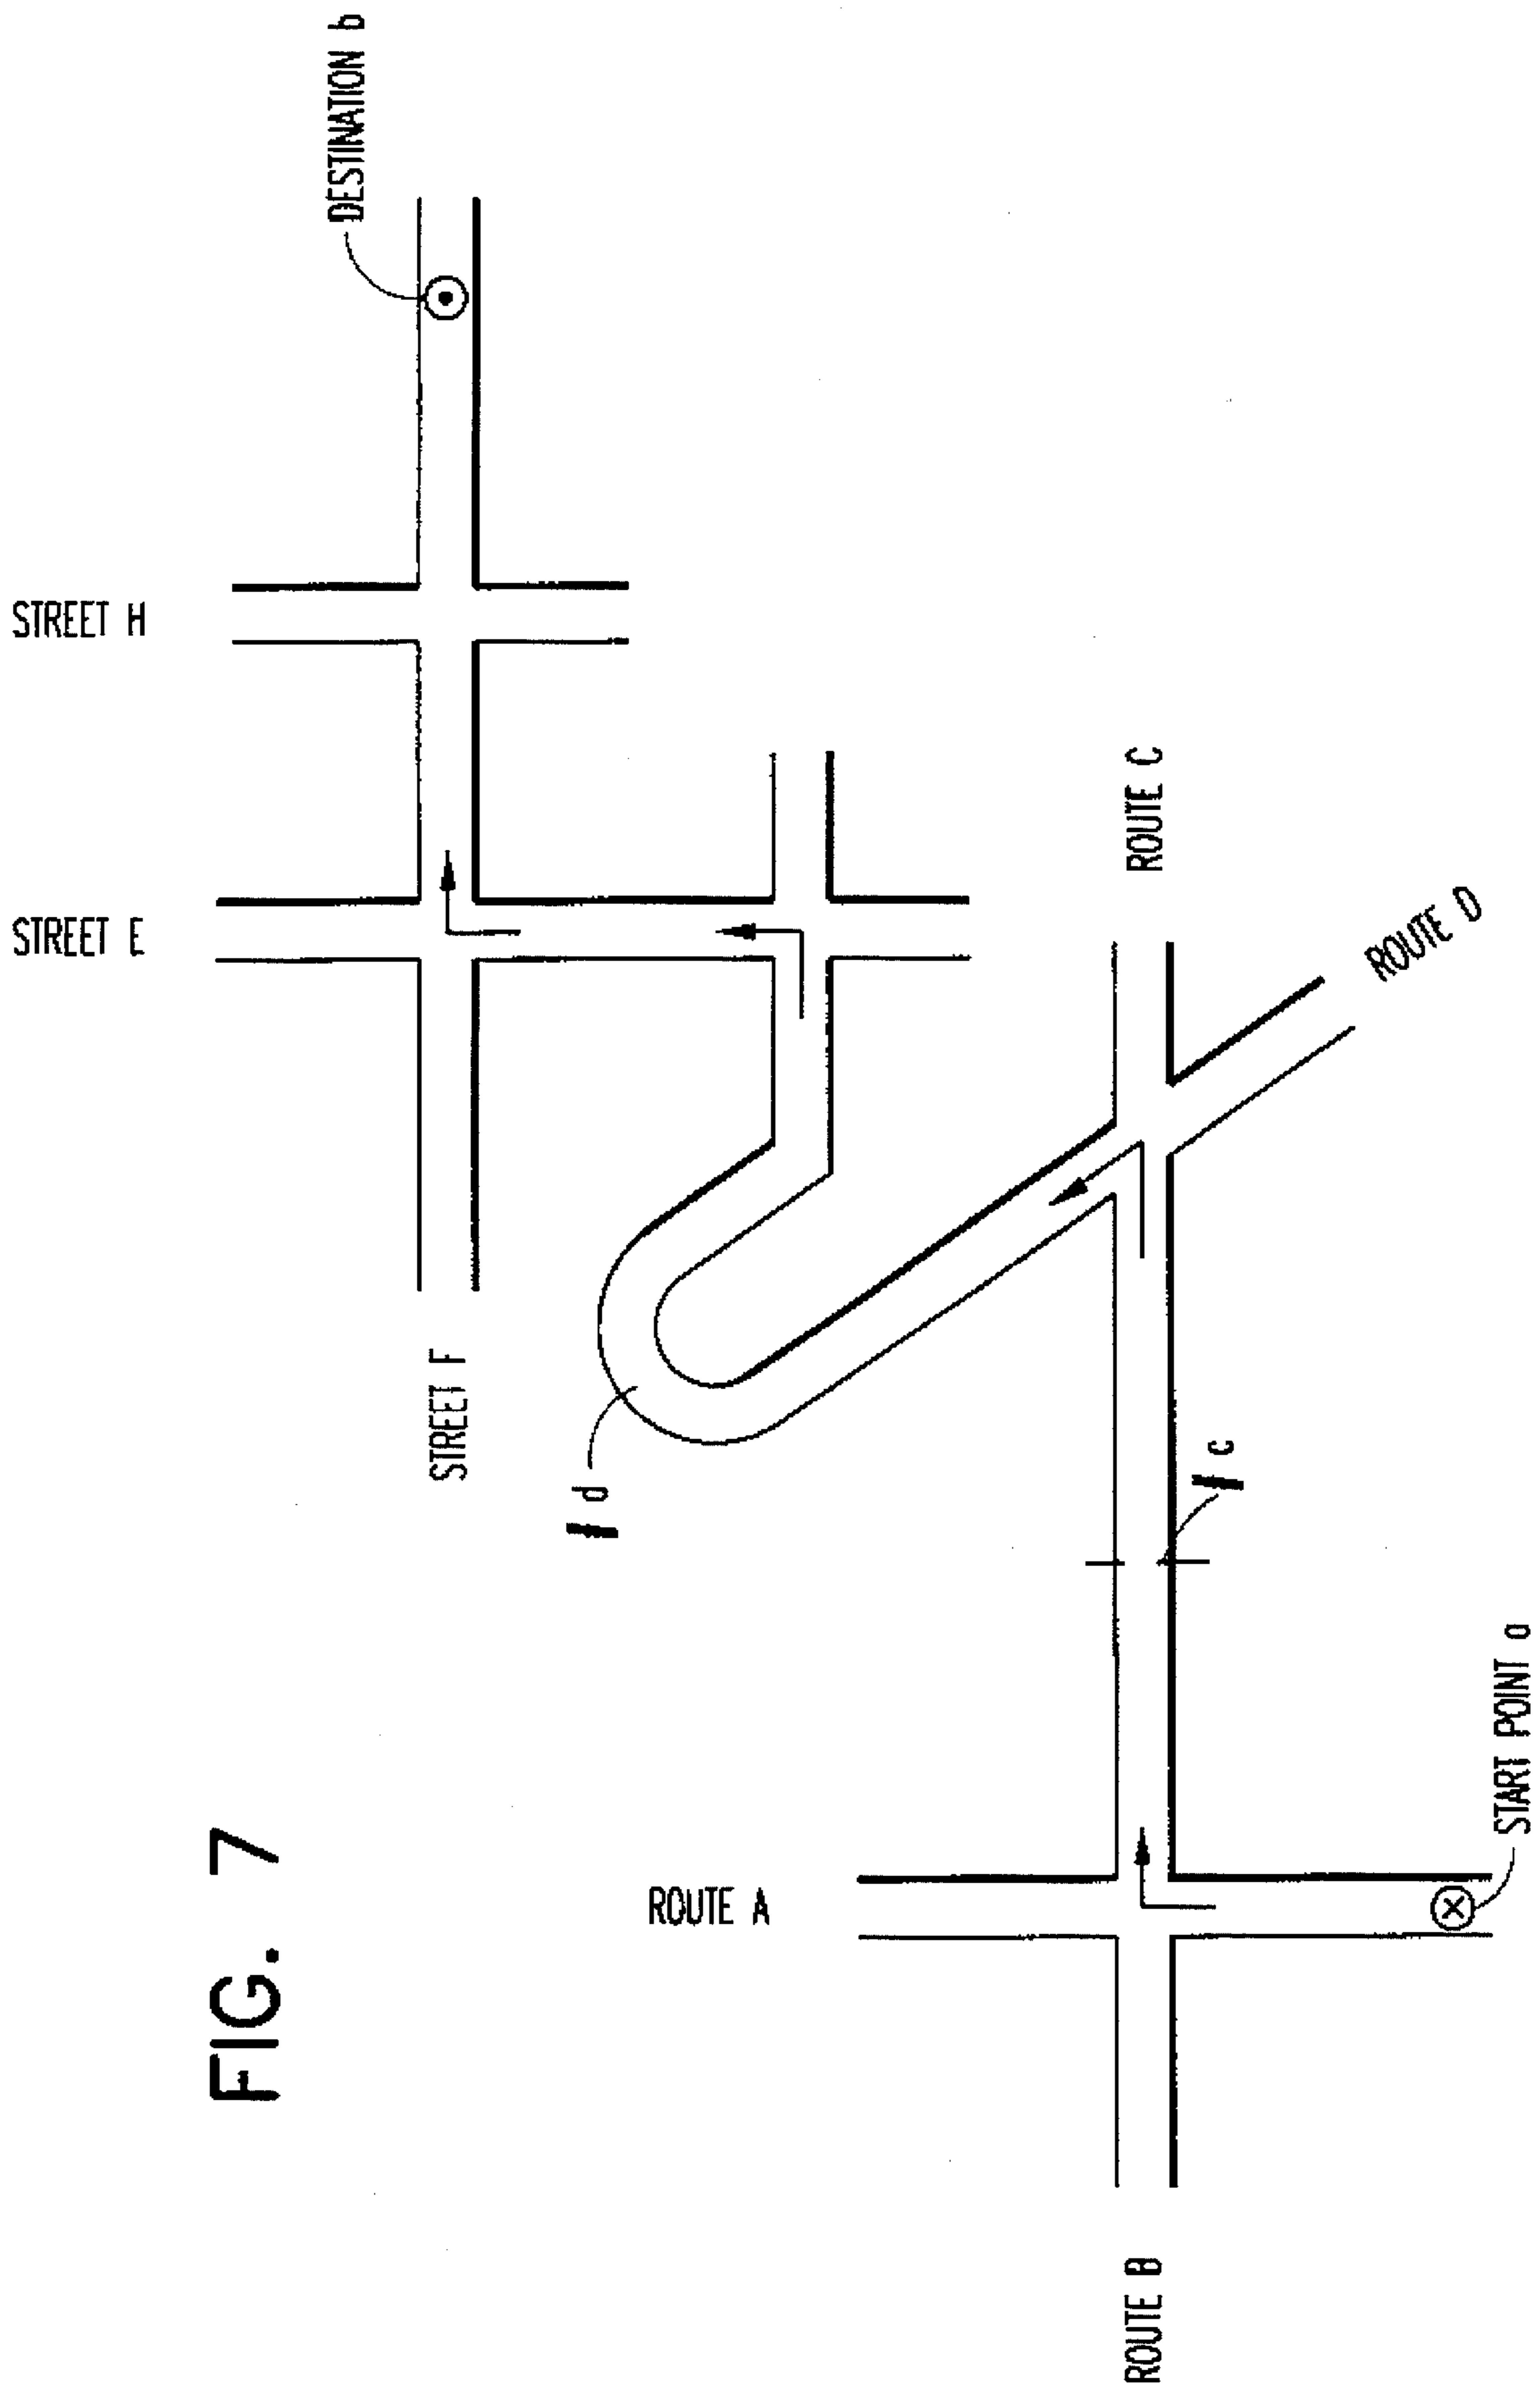 FIG. 7
STREET H
STREET E
DESTINATION b
STREET F
d
ROUTE A
ROUTE B
c
ROUTE C
ROUTE D
START POINT a